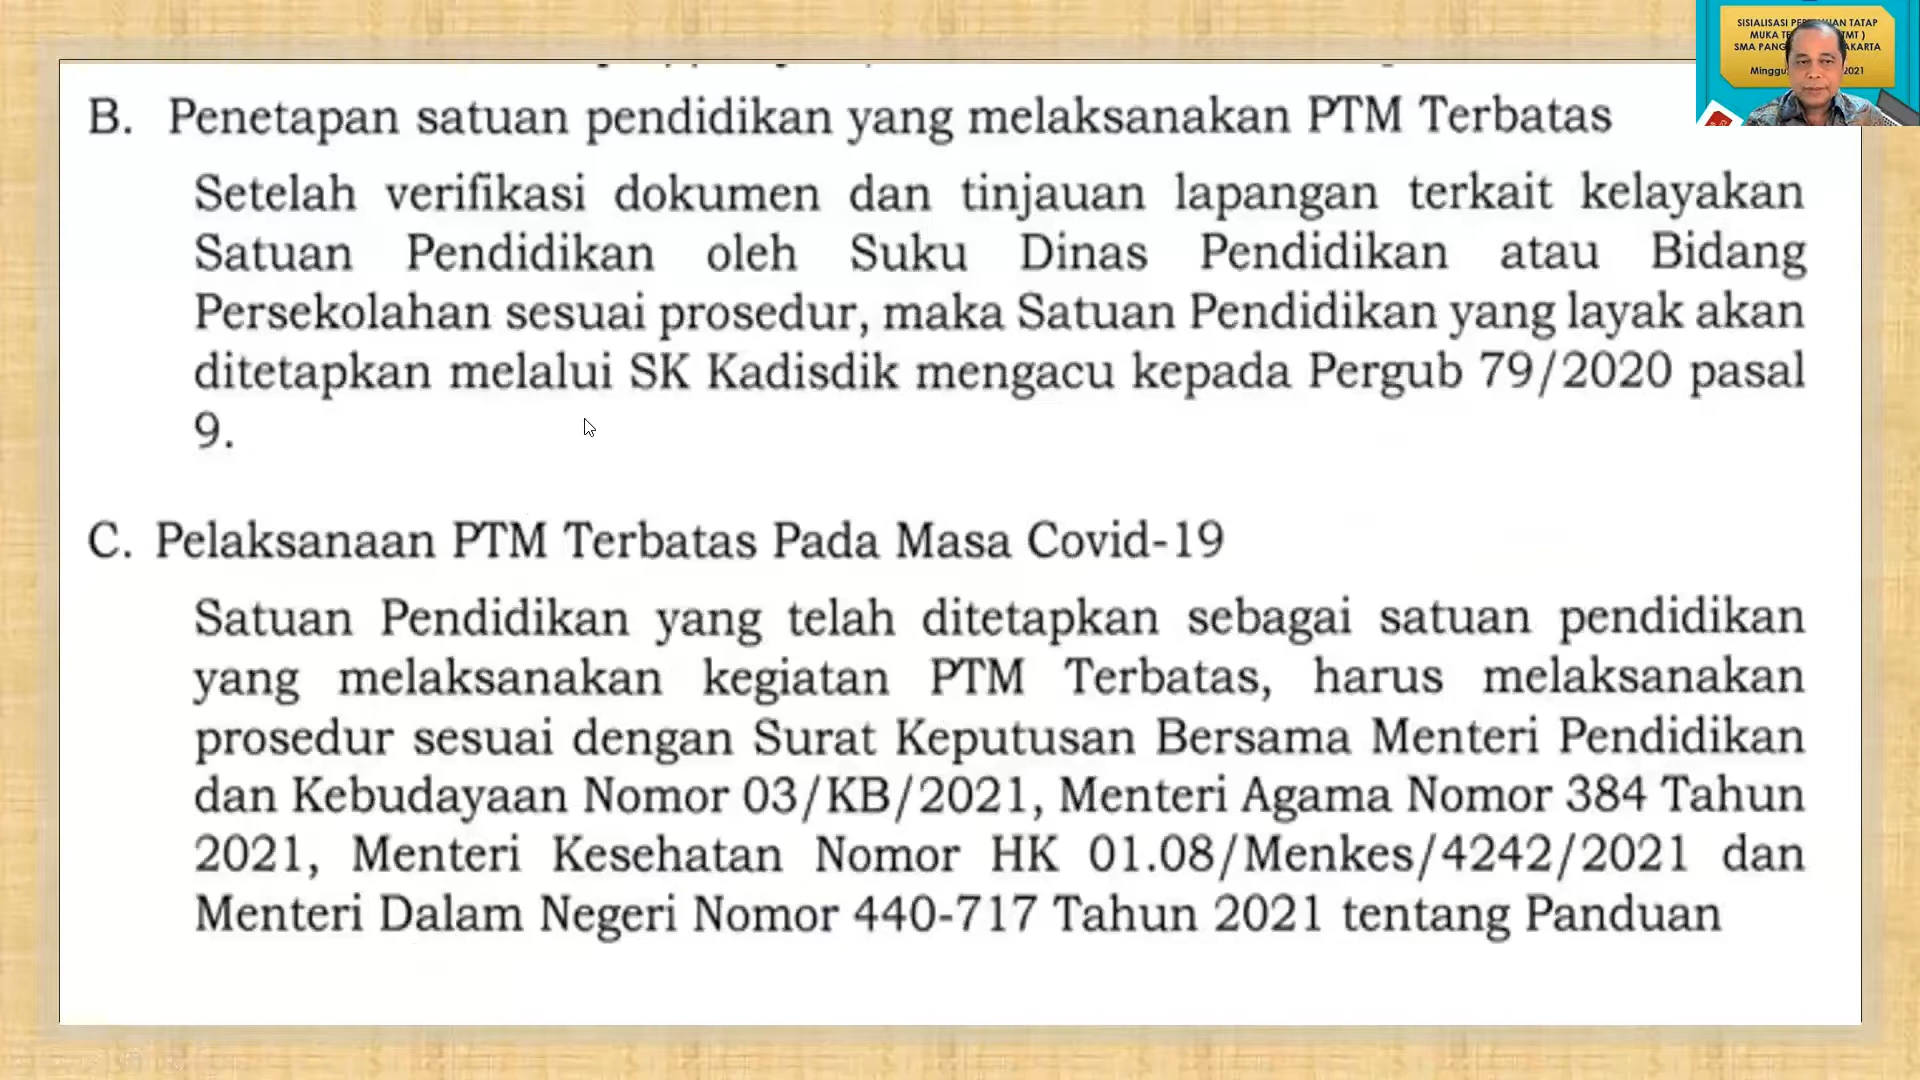 B. Penetapan satuan pendidikan yang melaksanakan PTM Terbatas
Setelah verifikasi dokumen dan tinjauan lapangan terkait kelayakan
Satuan Pendidikan oleh Suku Dinas Pendidikan atau Bidang
Persekolahan sesuai prosedur, maka Satuan Pendidikan yang layak akan
ditetapkan melalui SK Kadisdik mengacu kepada Pergub 79/2020 pasal
9.
C. Pelaksanaan PTM Terbatas Pada Masa Covid-19
Satuan Pendidikan yang telah ditetapkan sebagai satuan pendidikan
yang melaksanakan kegiatan PTM Terbatas, harus melaksanakan
prosedur sesuai dengan Surat Keputusan Bersama Menteri Pendidikan
dan Kebudayaan Nomor 03/KB/2021, Menteri Agama Nomor 384 Tahun
2021, Menteri Kesehatan Nomor HK 01.08/Menkes/4242/2021 dan
Menteri Dalam Negeri Nomor 440-717 Tahun 2021 tentang Panduan
SISIALISASI TATAP
MUKA
SMA
2021